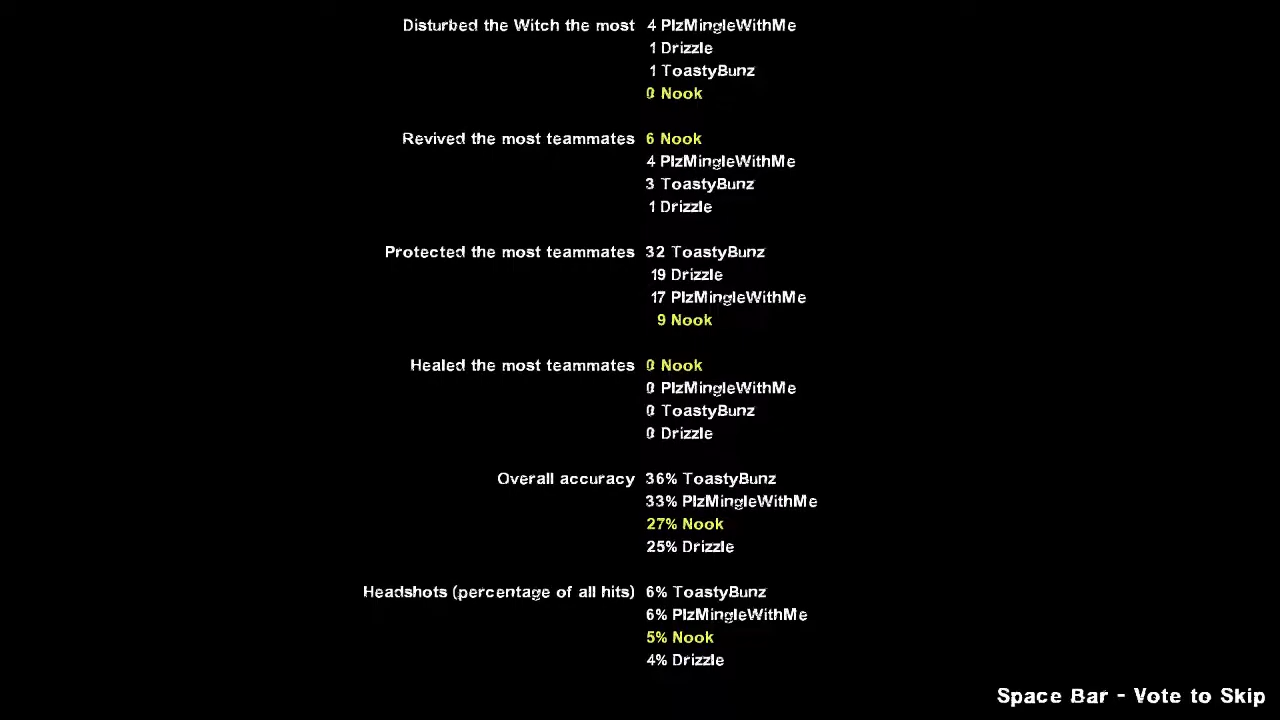 Disturbed the Witch the most 4 PlzMingleWithMe
1 Drizzle
1 ToastyBunz
0 Nook
Revived the most teammates 6 Nook
4 PlzMingleWithMe
3 ToastyBunz
1 Drizzle
Protected the most teammates 32 ToastyBunz
19 Drizzle
17 PlzMingleWithMe
9 Nook
Healed the most teammates 0 Nook
0 PlzMingleWithMe
0 ToastyBunz
0 Drizzle
Overall accuracy 36% ToastyBunz
33% PlzMingleWithMe
27% Nook
25% Drizzle
Headshots (percentage of all hits) 6% ToastyBunz
6% PlzMingleWithMe
5% Nook
4% Drizzle
Space Bar - Vote to Skip